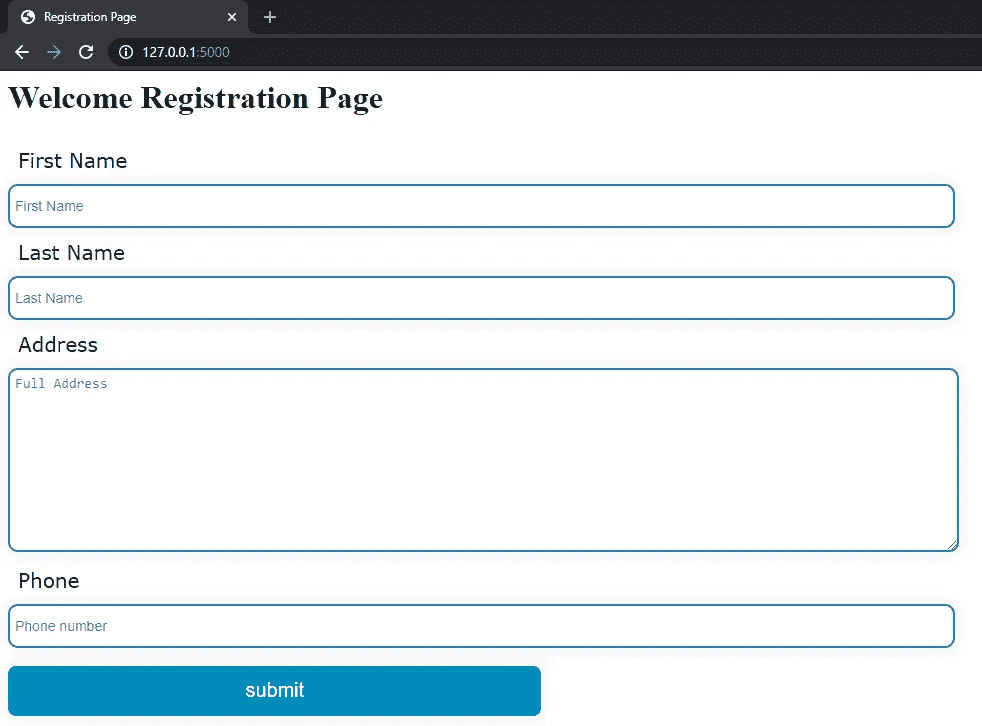 Registration Page
127.0.0.1:5000
Welcome Registration Page
First Name
First Name
Last Name
Last Name
Address
Full Address
Phone
Phone number
submit